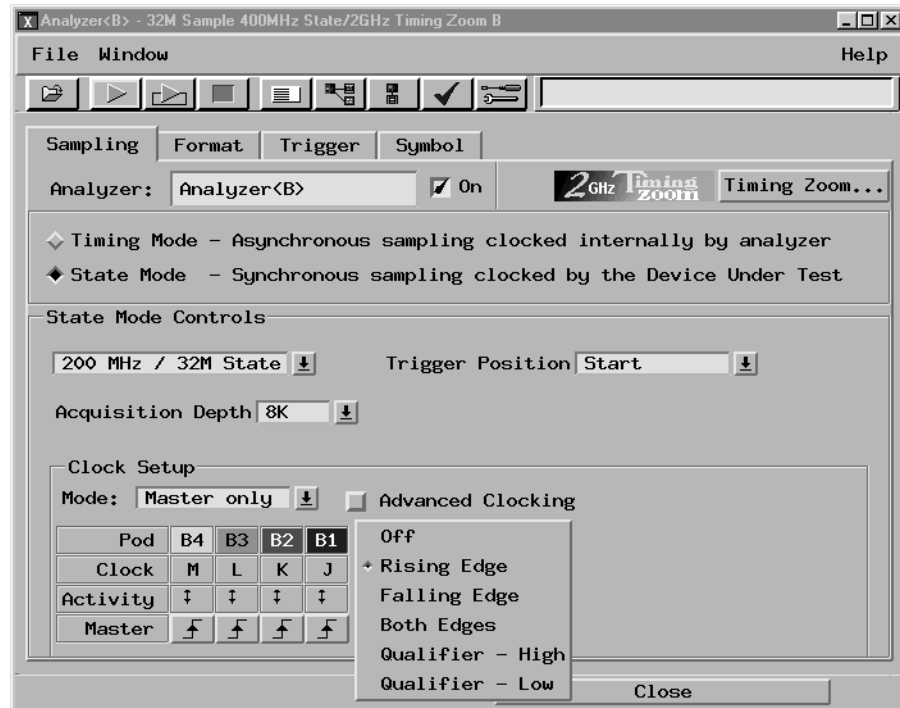 X Analyzer<B> - 32M Sample 400MHz State/2GHz Timing Zoom B
File Window Help
Sampling Format Trigger Symbol
Analyzer: Analyzer<B> On 2 GHz Timing Zoom Timing Zoom...
Timing Mode - Asynchronous sampling clocked internally by analyzer
State Mode - Synchronous sampling clocked by the Device Under Test
State Mode Controls
200 MHz / 32M State Trigger Position Start
Acquisition Depth 8K
Clock Setup
Mode: Master only Advanced Clocking
Pod B4 B3 B2 B1
Clock M L K J
Activity
Master
Off
Rising Edge
Falling Edge
Both Edges
Qualifier - High
Qualifier - Low
Close